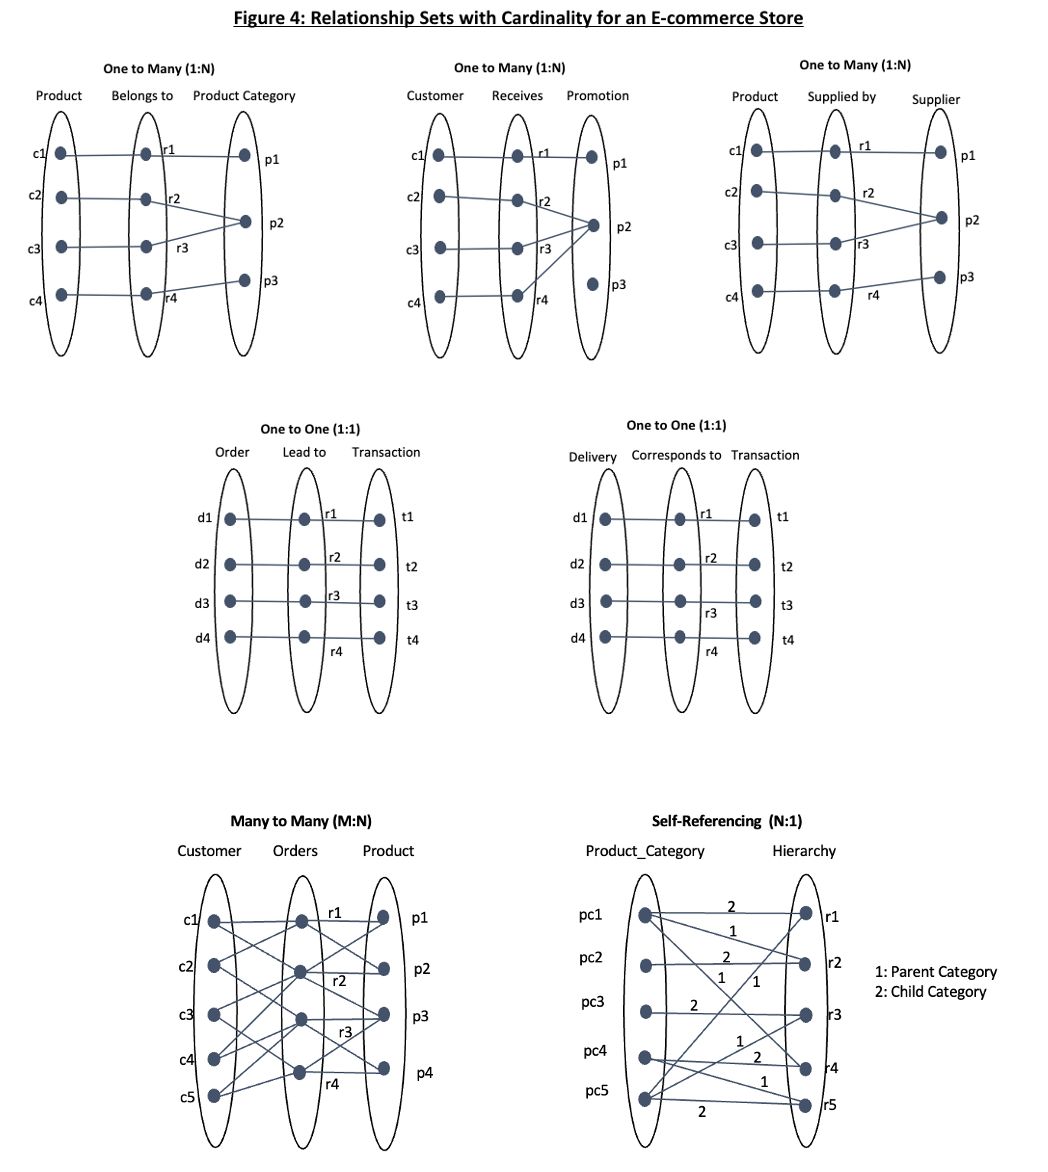 Figure 4: Relationship Sets with Cardinality for an E-commerce Store
One to Many (1:N)
Product Belongs to Product Category
c1 r1 p1
c2 r2 p2
c3 r3 p3
c4 r4
One to Many (1:N)
Customer Receives Promotion
c1 r1 p1
c2 r2 p2
c3 r3 p3
c4 r4
One to Many (1:N)
Product Supplied by Supplier
c1 r1 p1
c2 r2 p2
c3 r3 p3
c4 r4
One to One (1:1)
Order Lead to Transaction
d1 r1 t1
d2 r2 t2
d3 r3 t3
d4 r4 t4
One to One (1:1)
Delivery Corresponds to Transaction
d1 r1 t1
d2 r2 t2
d3 r3 t3
d4 r4 t4
Many to Many (M:N)
Customer Orders Product
c1 r1 p1
c2 r2 p2
c3 r3 p3
c4 r4 p4
c5
Self-Referencing (N:1)
Product_Category Hierarchy
pc1 2 r1
1
pc2 2 r2
1 1
pc3 2 r3
1
pc4 2 r4
1
pc5 2 r5
1: Parent Category
2: Child Category